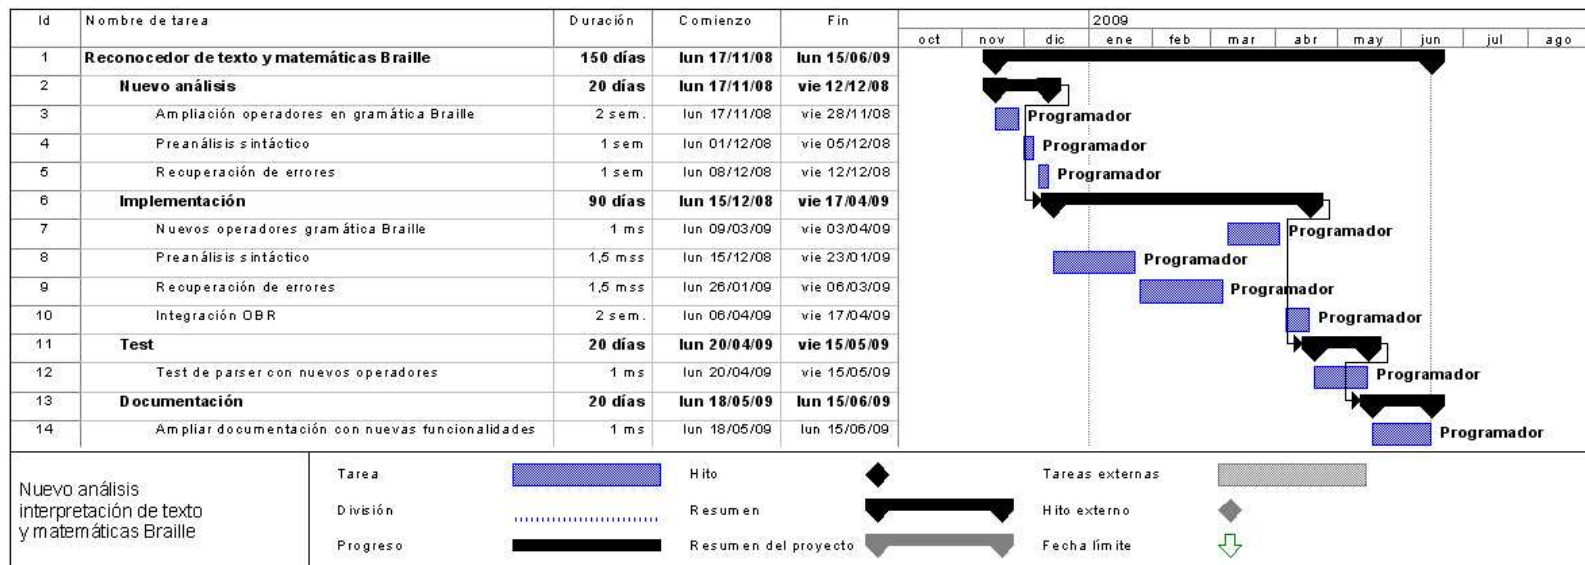 Id Nombre de tarea Duración Comienzo Fin 2009
oct nov dic ene feb mar abr may jun jul ago
1 Reconocedor de texto y matemáticas Braille 150 días lun 17/11/08 lun 15/06/09
2 Nuevo análisis 20 días lun 17/11/08 vie 12/12/08
3 Ampliación operadores en gramática Braille 2 sem. lun 17/11/08 vie 28/11/08 Programador
4 Preanálisis sintáctico 1 sem lun 01/12/08 vie 05/12/08 Programador
5 Recuperación de errores 1 sem lun 08/12/08 vie 12/12/08 Programador
6 Implementación 90 días lun 15/12/08 vie 17/04/09
7 Nuevos operadores gramática Braille 1 ms lun 09/03/09 vie 03/04/09 Programador
8 Preanálisis sintáctico 1,5 mss lun 15/12/08 vie 23/01/09 Programador
9 Recuperación de errores 1,5 mss lun 26/01/09 vie 06/03/09 Programador
10 Integración OBR 2 sem. lun 06/04/09 vie 17/04/09 Programador
11 Test 20 días lun 20/04/09 vie 15/05/09
12 Test de parser con nuevos operadores 1 ms lun 20/04/09 vie 15/05/09 Programador
13 Documentación 20 días lun 18/05/09 lun 15/06/09
14 Ampliar documentación con nuevas funcionalidades 1 ms lun 18/05/09 lun 15/06/09 Programador
Nuevo análisis
interpretación de texto
y matemáticas Braille
Tarea Hito Tareas externas
División Resumen Hito externo
Progreso Resumen del proyecto Fecha límite